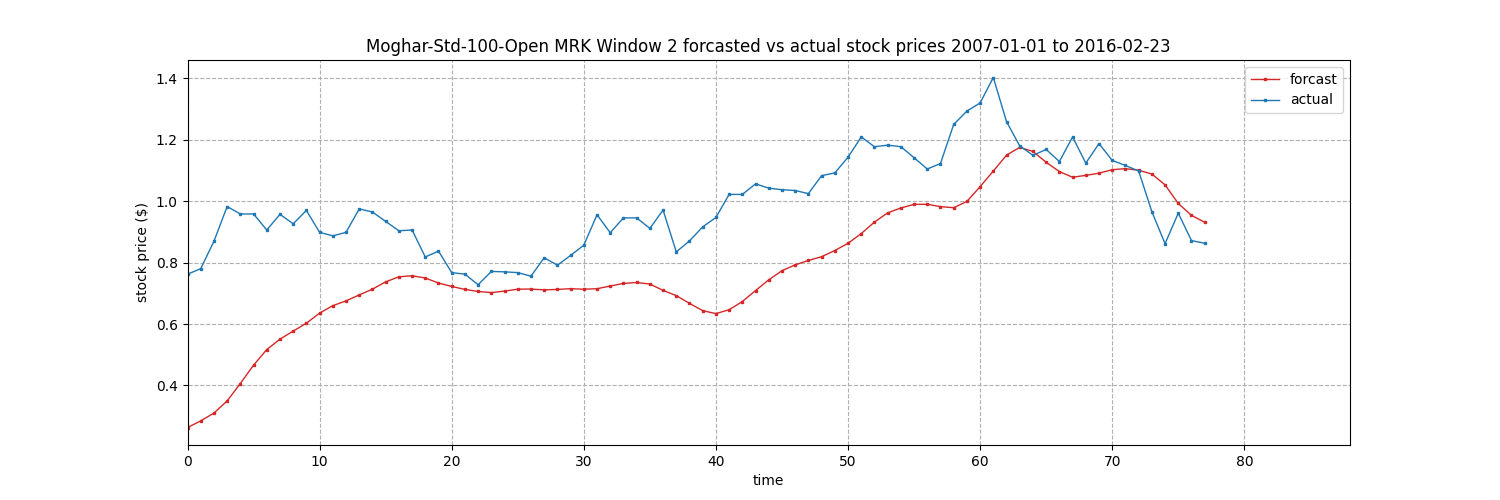 Moghar-Std-100-Open MRK Window 2 forcasted vs actual stock prices 2007-01-01 to 2016-02-23
forcast
actual
stock price ($)
1.4
1.2
1.0
0.8
0.6
0.4
0 10 20 30 40 50 60 70 80
time